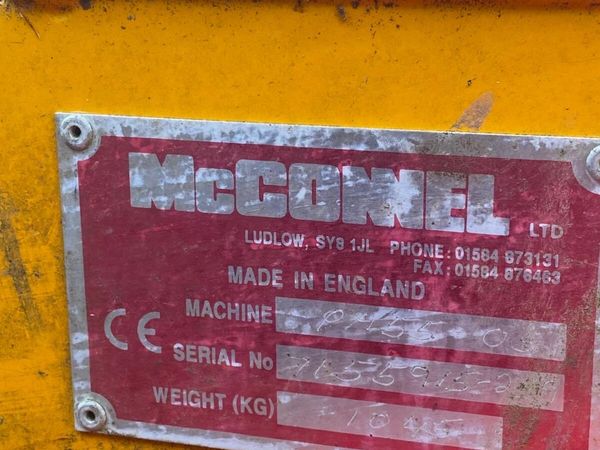 McCONNEL LTD
LUDLOW, SY8 1JL PHONE: 01584 873131
FAX: 01584 876463
MADE IN ENGLAND
CE MACHINE
SERIAL No
WEIGHT (KG)